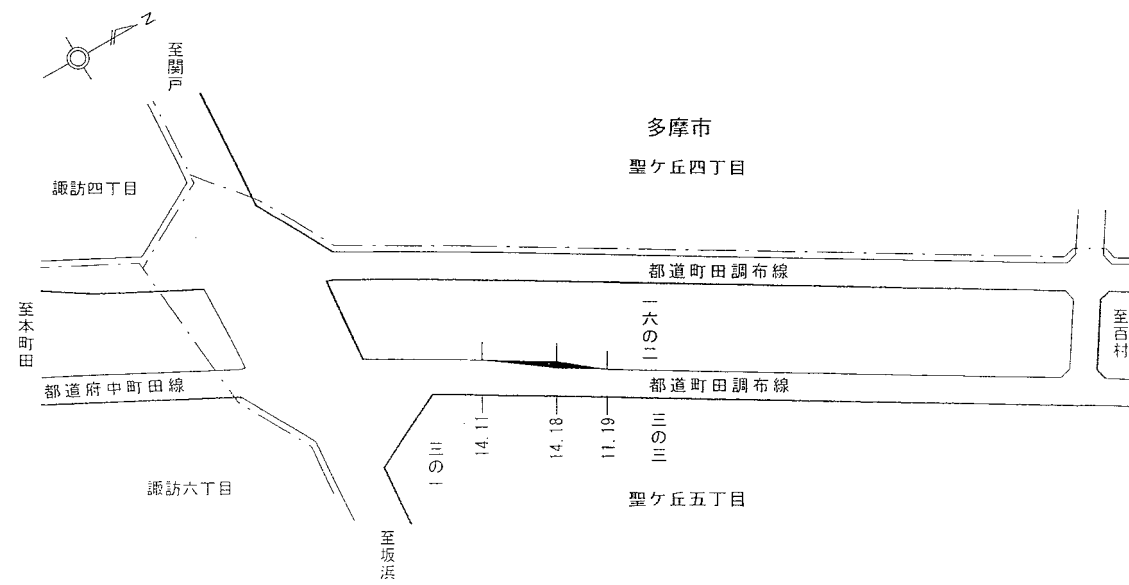 N
至関戸
多摩市
聖ケ丘四丁目
諏訪四丁目
都道町田調布線
至本町田
一六の二
至百村
都道府中町田線
都道町田調布線
三の一
14.11
14.18
11.19
三の三
諏訪六丁目
聖ケ丘五丁目
至坂浜